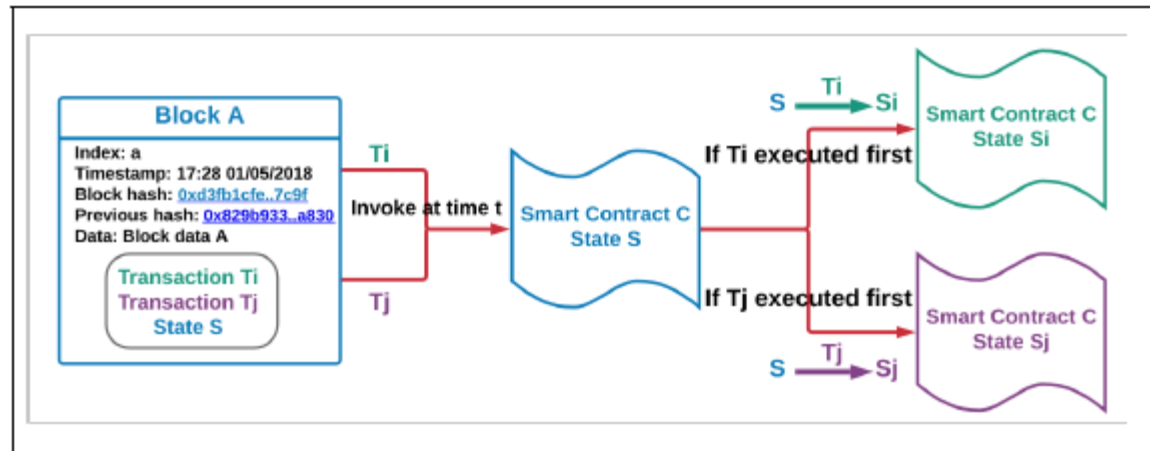 Block A
Index: a
Timestamp: 17:28 01/05/2018
Block hash: 0xd3fb1cfe..7c9f
Previous hash: 0x829b933..a830
Data: Block data A
Transaction Ti
Transaction Tj
State S
Ti
Invoke at time t
Tj
Smart Contract C
State S
Ti
S Si
If Ti executed first
Smart Contract C
State Si
If Tj executed first
Tj
S Sj
Smart Contract C
State Sj